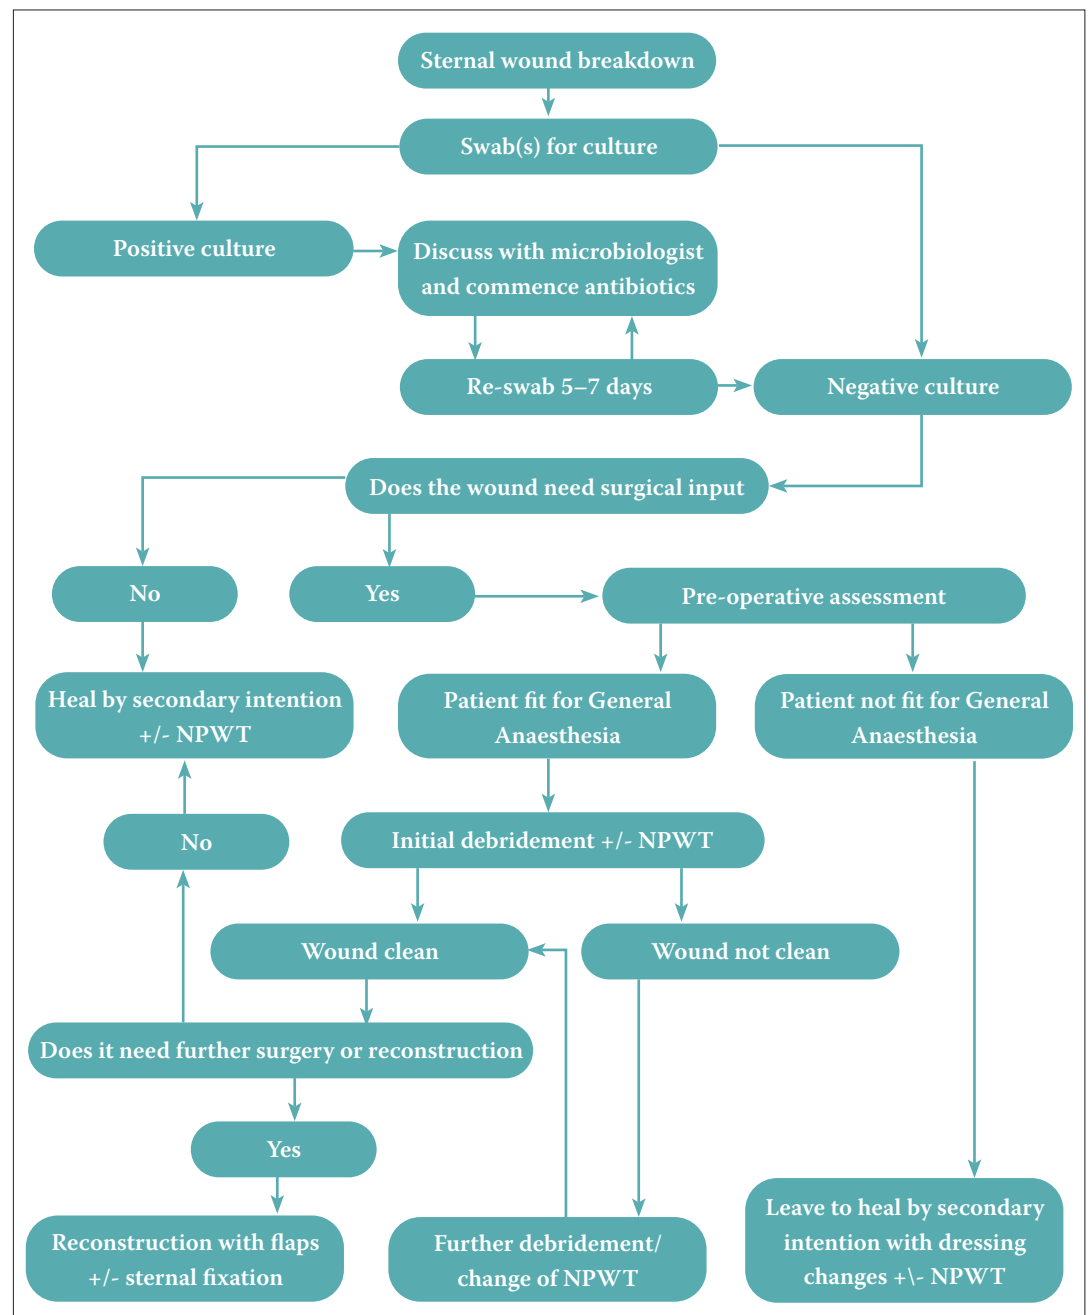 Sternal wound breakdown
Swab(s) for culture
Positive culture
Discuss with microbiologist
and commence antibiotics
Re-swab 5–7 days
Negative culture
Does the wound need surgical input
No
Yes
Pre-operative assessment
Heal by secondary intention
+/- NPWT
Patient fit for General
Anaesthesia
Patient not fit for General
Anaesthesia
No
Initial debridement +/- NPWT
Wound clean
Wound not clean
Does it need further surgery or reconstruction
Yes
Reconstruction with flaps
+/- sternal fixation
Further debridement/
change of NPWT
Leave to heal by secondary
intention with dressing
changes +\- NPWT